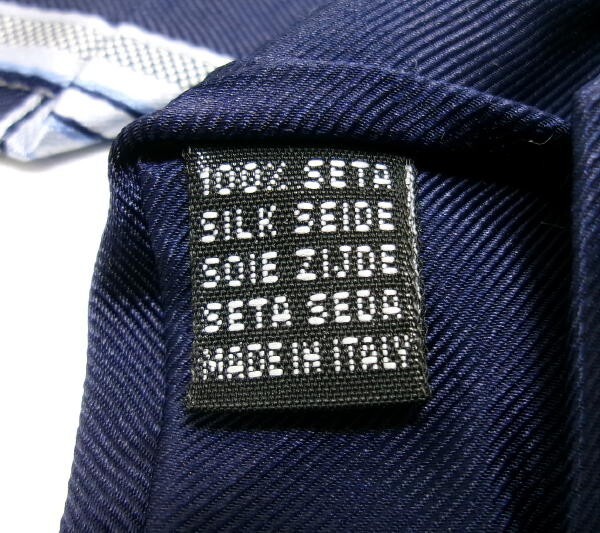 100% SETA
SILK SEIDE
SOIE ZIJDE
SETA SEDA
MADE IN ITALY